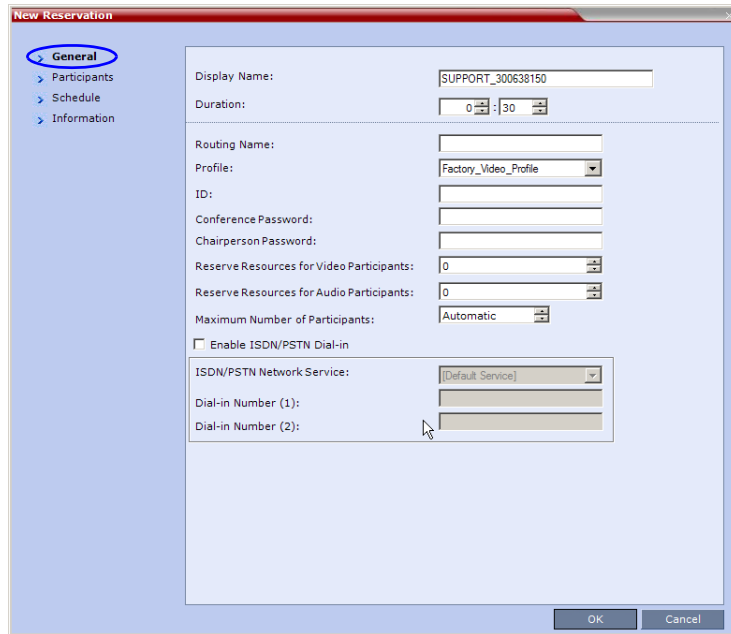 New Reservation
General
Participants
Schedule
Information
Display Name: SUPPORT_300638150
Duration: 0 : 30
Routing Name:
Profile: Factory_Video_Profile
ID:
Conference Password:
Chairperson Password:
Reserve Resources for Video Participants: 0
Reserve Resources for Audio Participants: 0
Maximum Number of Participants: Automatic
Enable ISDN/PSTN Dial-in
ISDN/PSTN Network Service: [Default Service]
Dial-in Number (1):
Dial-in Number (2):
OK Cancel